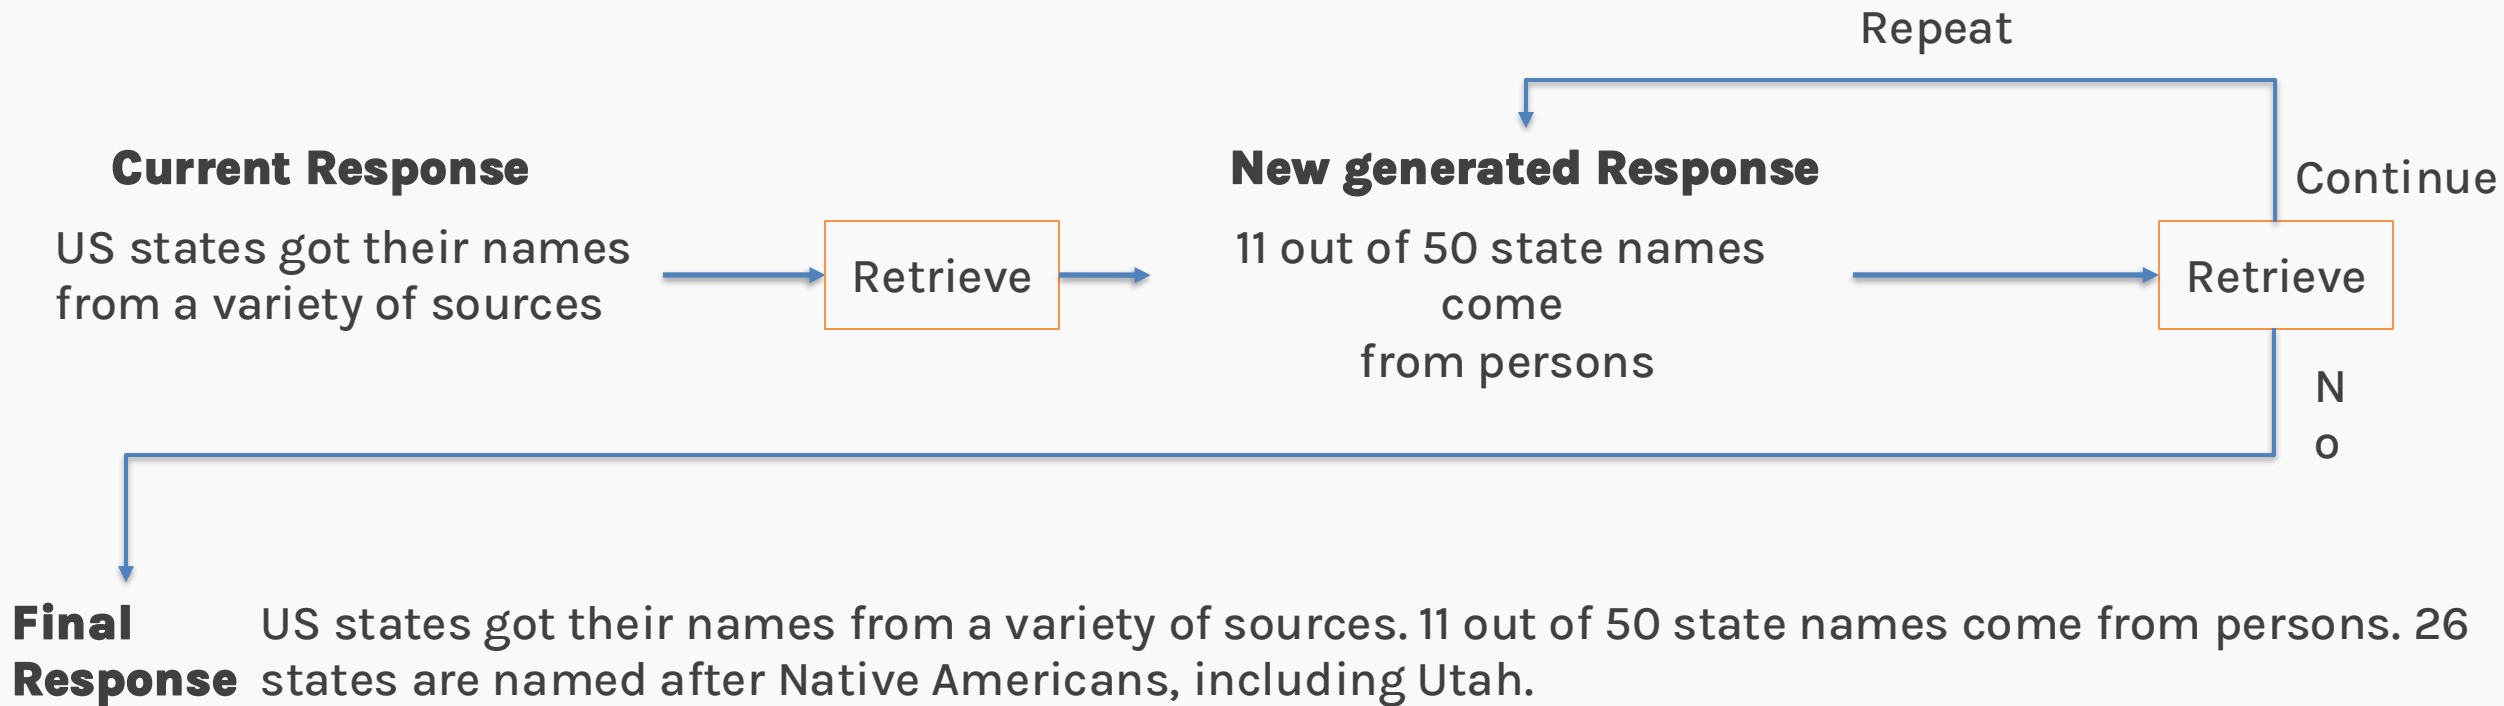 Repeat
Current Response
New generated Response
Continue
US states got their names
from a variety of sources
Retrieve
11 out of 50 state names
come
from persons
Retrieve
N
o
Final
Response
US states got their names from a variety of sources. 11 out of 50 state names come from persons. 26
states are named after Native Americans, including Utah.